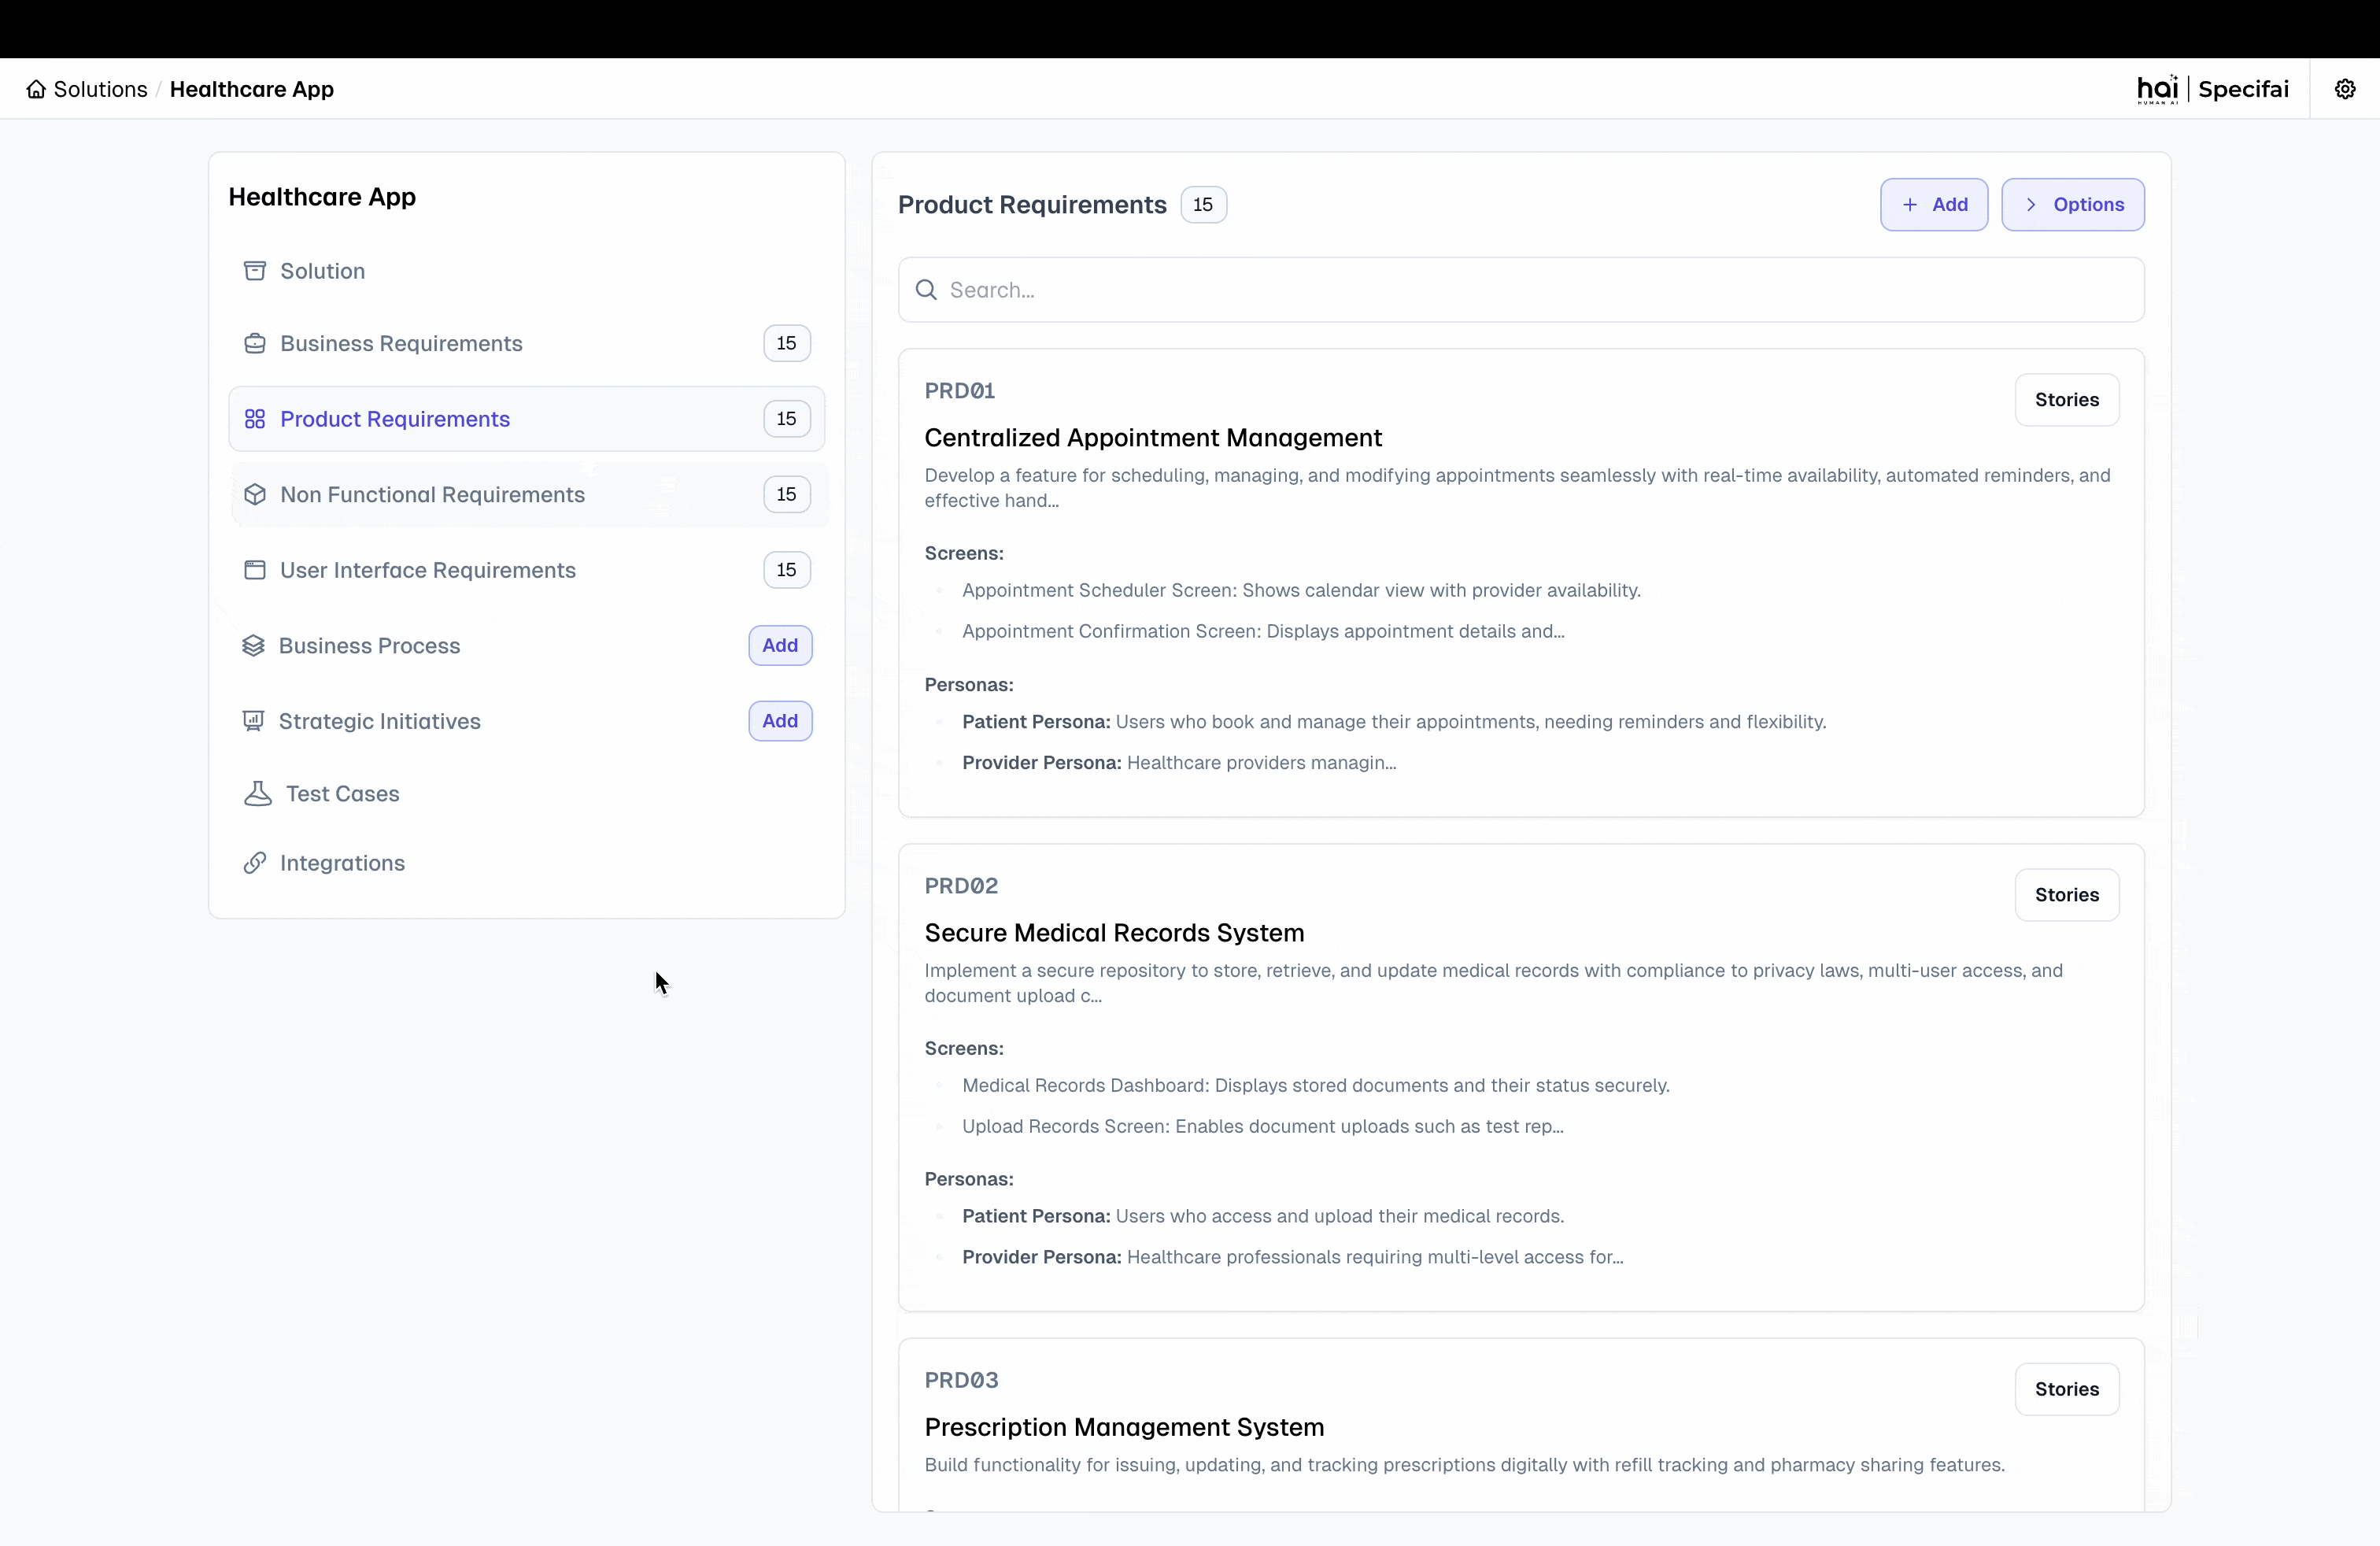 Solutions / Healthcare App
hai | Specifai
HUMAN AI
Healthcare App
Solution
Business Requirements 15
Product Requirements 15
Non Functional Requirements 15
User Interface Requirements 15
Business Process Add
Strategic Initiatives Add
Test Cases
Integrations
Product Requirements 15
+ Add
> Options
Search...
PRD01
Stories
Centralized Appointment Management
Develop a feature for scheduling, managing, and modifying appointments seamlessly with real-time availability, automated reminders, and
effective hand...
Screens:
Appointment Scheduler Screen: Shows calendar view with provider availability.
Appointment Confirmation Screen: Displays appointment details and...
Personas:
Patient Persona: Users who book and manage their appointments, needing reminders and flexibility.
Provider Persona: Healthcare providers managin...
PRD02
Stories
Secure Medical Records System
Implement a secure repository to store, retrieve, and update medical records with compliance to privacy laws, multi-user access, and
document upload c...
Screens:
Medical Records Dashboard: Displays stored documents and their status securely.
Upload Records Screen: Enables document uploads such as test rep...
Personas:
Patient Persona: Users who access and upload their medical records.
Provider Persona: Healthcare professionals requiring multi-level access for...
PRD03
Stories
Prescription Management System
Build functionality for issuing, updating, and tracking prescriptions digitally with refill tracking and pharmacy sharing features.